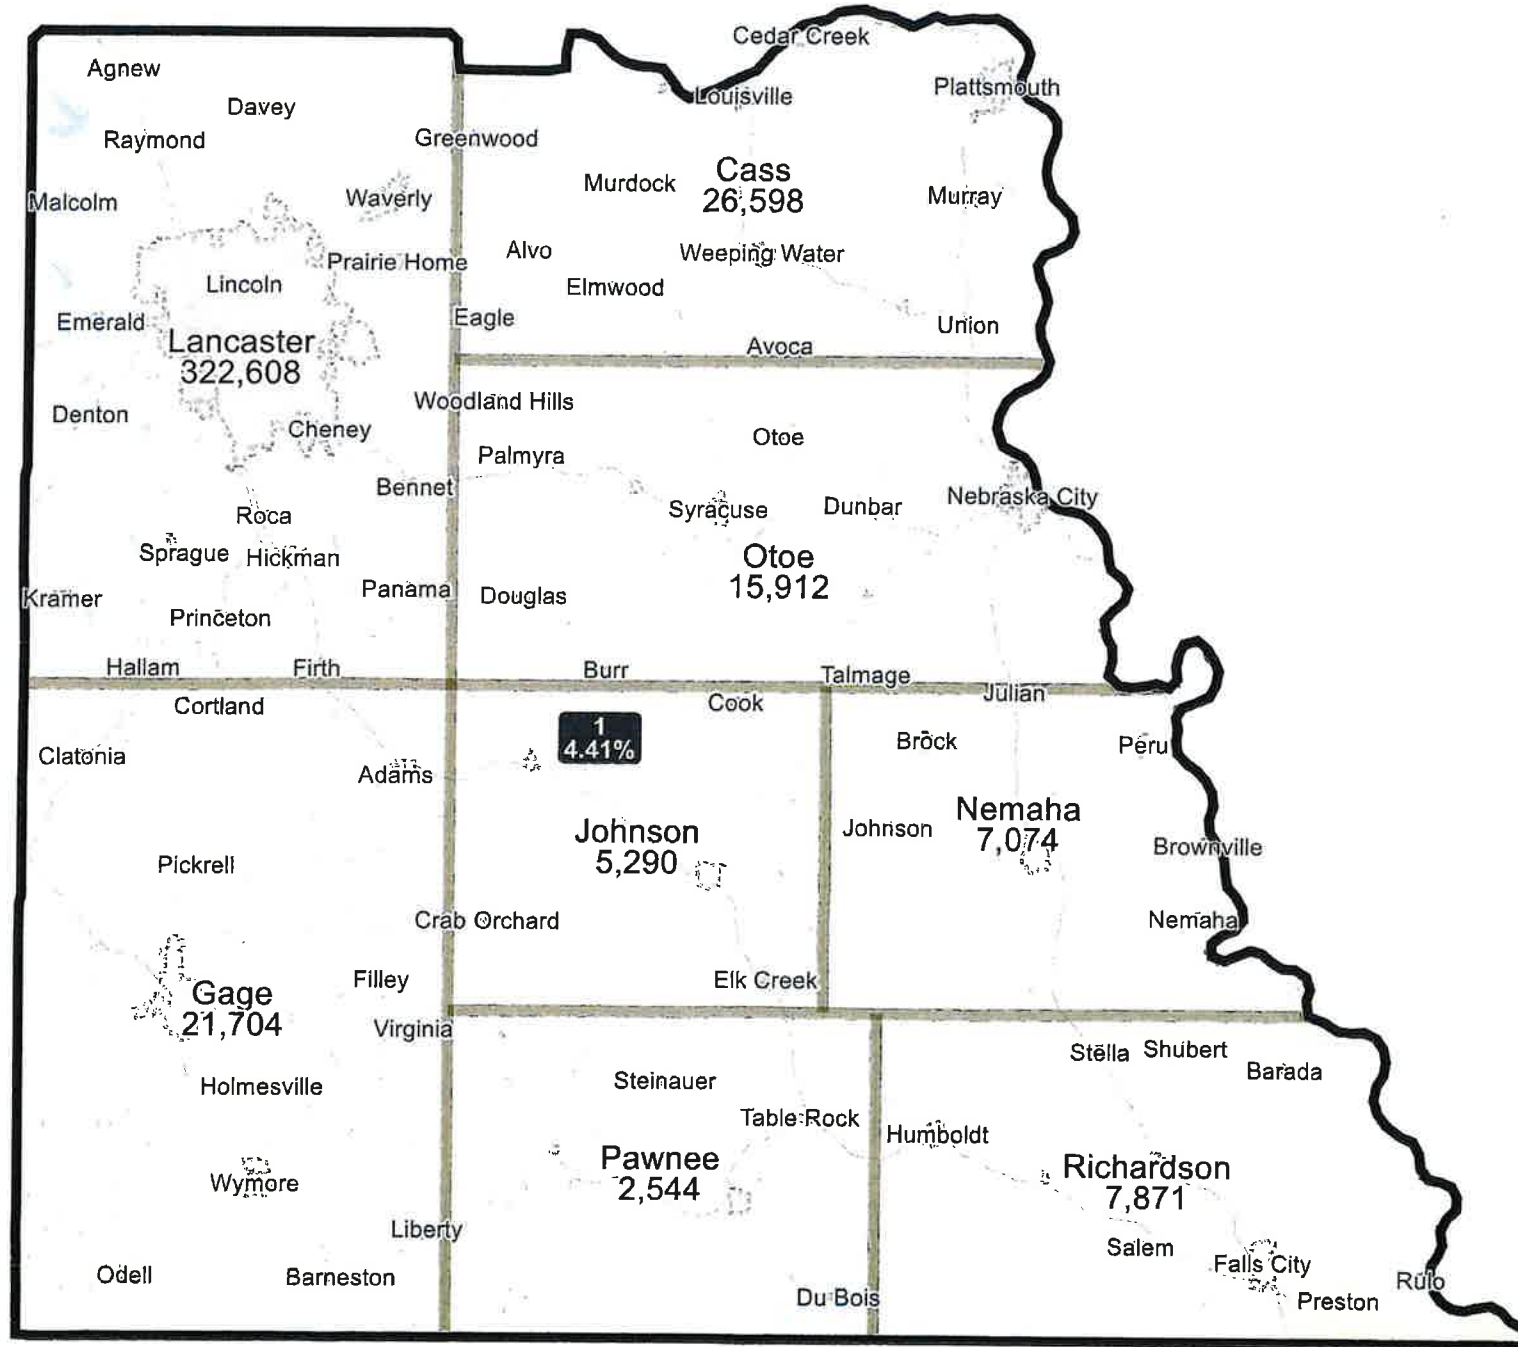 Cedar Creek
Agnew
Louisville
Plattsmouth
Davey
Raymond
Greenwood
Cass
26,598
Murdock
Murray
Malcolm
Waverly
Alvo
Weeping Water
Prairie Home
Lincoln
Elmwood
Emerald
Eagle
Union
Lancaster
322,608
Avoca
Denton
Woodland Hills
Cheney
Otoe
Palmyra
Bennet
Nebraska City
Syracuse
Dunbar
Roca
Sprague
Hickman
Otoe
15,912
Kramer
Panama
Douglas
Princeton
Hallam
Firth
Burr
Talmage
Julian
Cortland
Cook
1
4.41%
Brock
Peru
Clatonia
Adams
Johnson
5,290
Johnson
Nemaha
7,074
Brownville
Pickrell
Crab Orchard
Nemaha
Filley
Elk Creek
Gage
21,704
Virginia
Stella
Shubert
Barada
Holmesville
Steinauer
Table Rock
Humboldt
Pawnee
2,544
Richardson
7,871
Wymore
Liberty
Salem
Falls City
Odell
Barneston
Du Bois
Preston
Rulo